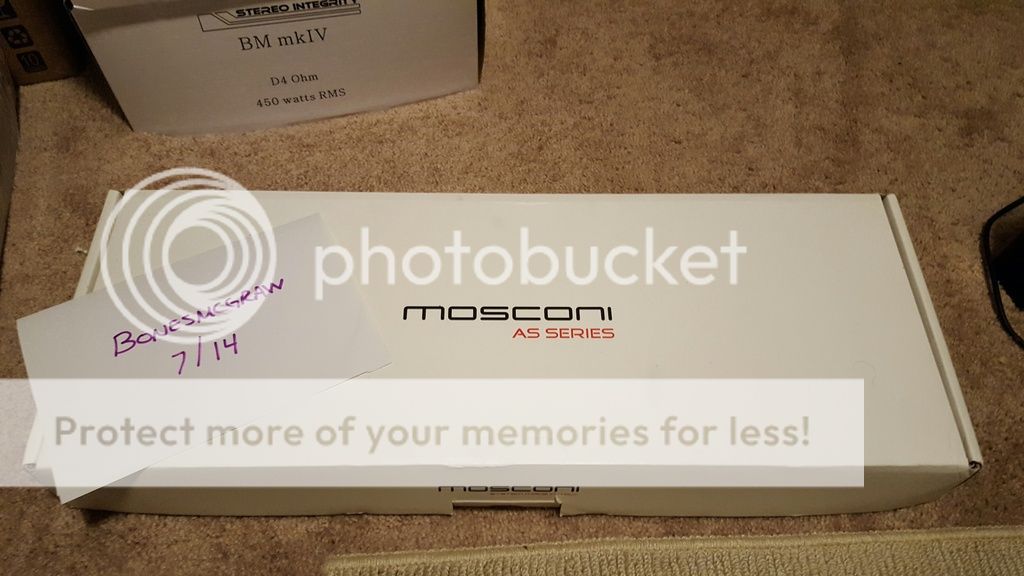 STEREO INTEGRITY
BM mkIV
D4 Ohm
450 watts RMS
10
photobucket
BONESMCGRAW
7/14
MOSCONI
AS SERIES
Protect more of your memories for less!
MOSCONI